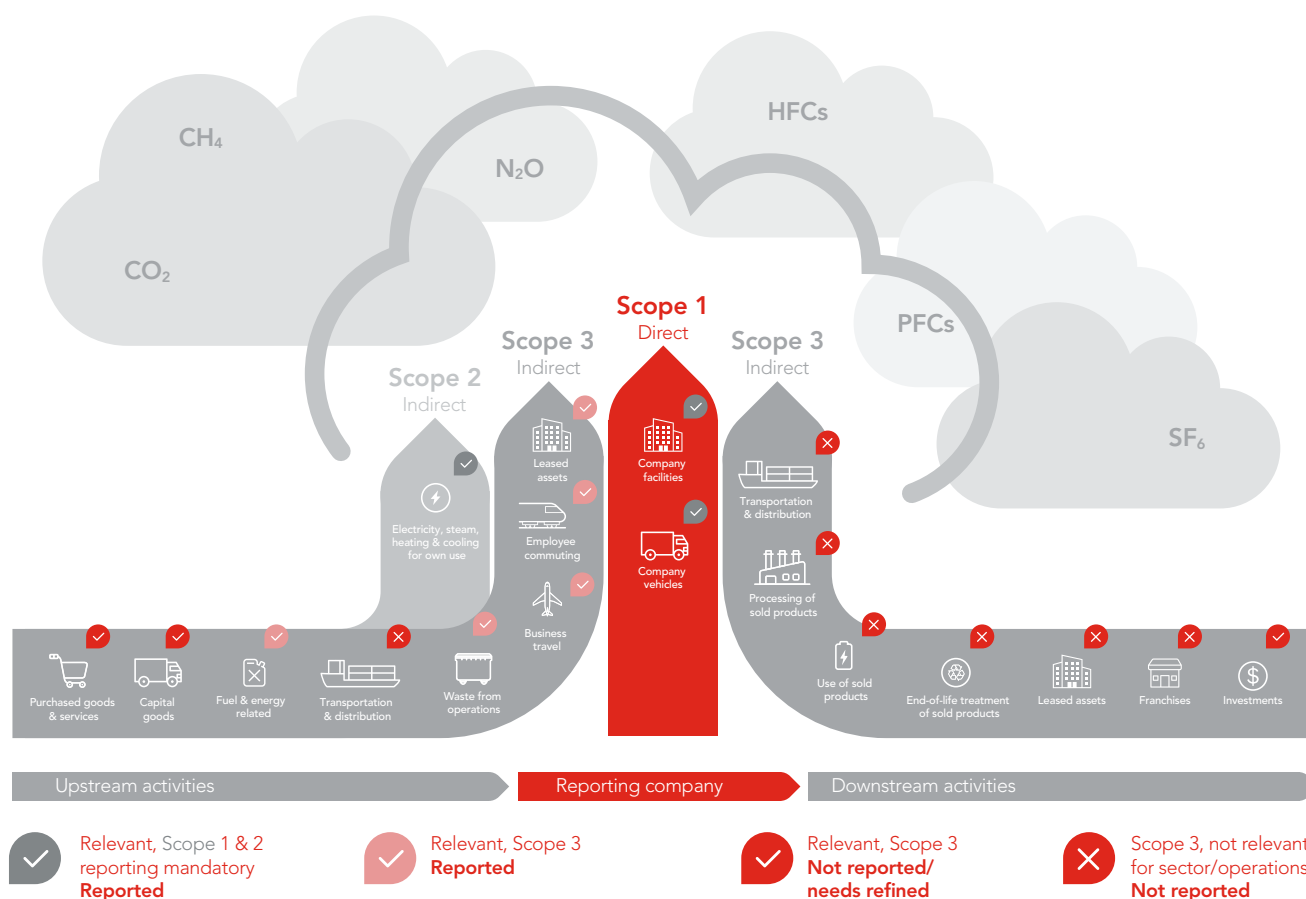 CH₄
N₂O
HFCs
CO₂
PFCs
SF₆
Scope 2
Indirect
Electricity, steam,
heating & cooling
for own use
Scope 3
Indirect
Leased
assets
Employee
commuting
Business
travel
Scope 1
Direct
Company
facilities
Company
vehicles
Scope 3
Indirect
Transportation
& distribution
Processing of
sold products
Purchased goods
& services
Capital
goods
Fuel & energy
related
Transportation
& distribution
Waste from
operations
Use of sold
products
End-of-life treatment
of sold products
Leased assets
Franchises
Investments
Upstream activities
Reporting company
Downstream activities
Relevant, Scope 1 & 2
reporting mandatory
Reported
Relevant, Scope 3
Reported
Relevant, Scope 3
Not reported/
needs refined
Scope 3, not relevant
for sector/operations
Not reported